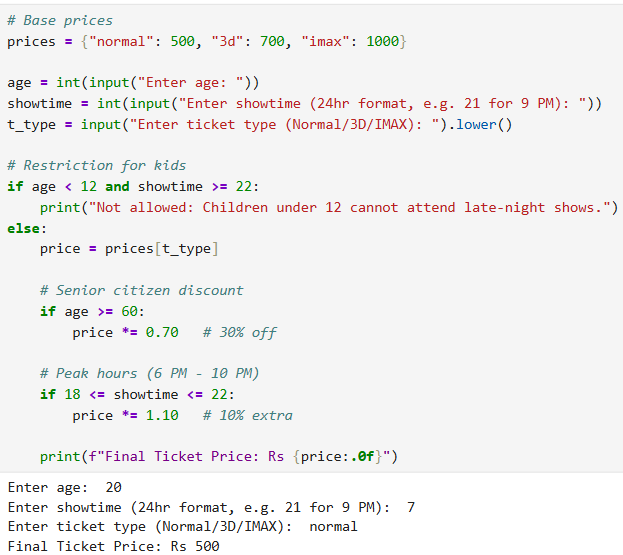 # Base prices
prices = {"normal": 500, "3d": 700, "imax": 1000}

age = int(input("Enter age: "))
showtime = int(input("Enter showtime (24hr format, e.g. 21 for 9 PM): "))
t_type = input("Enter ticket type (Normal/3D/IMAX): ").lower()

# Restriction for kids
if age < 12 and showtime >= 22:
    print("Not allowed: Children under 12 cannot attend late-night shows.")
else:
    price = prices[t_type]

    # Senior citizen discount
    if age >= 60:
        price *= 0.70   # 30% off

    # Peak hours (6 PM - 10 PM)
    if 18 <= showtime <= 22:
        price *= 1.10   # 10% extra

    print(f"Final Ticket Price: Rs {price:.0f}")
Enter age:  20
Enter showtime (24hr format, e.g. 21 for 9 PM):  7
Enter ticket type (Normal/3D/IMAX):  normal
Final Ticket Price: Rs 500